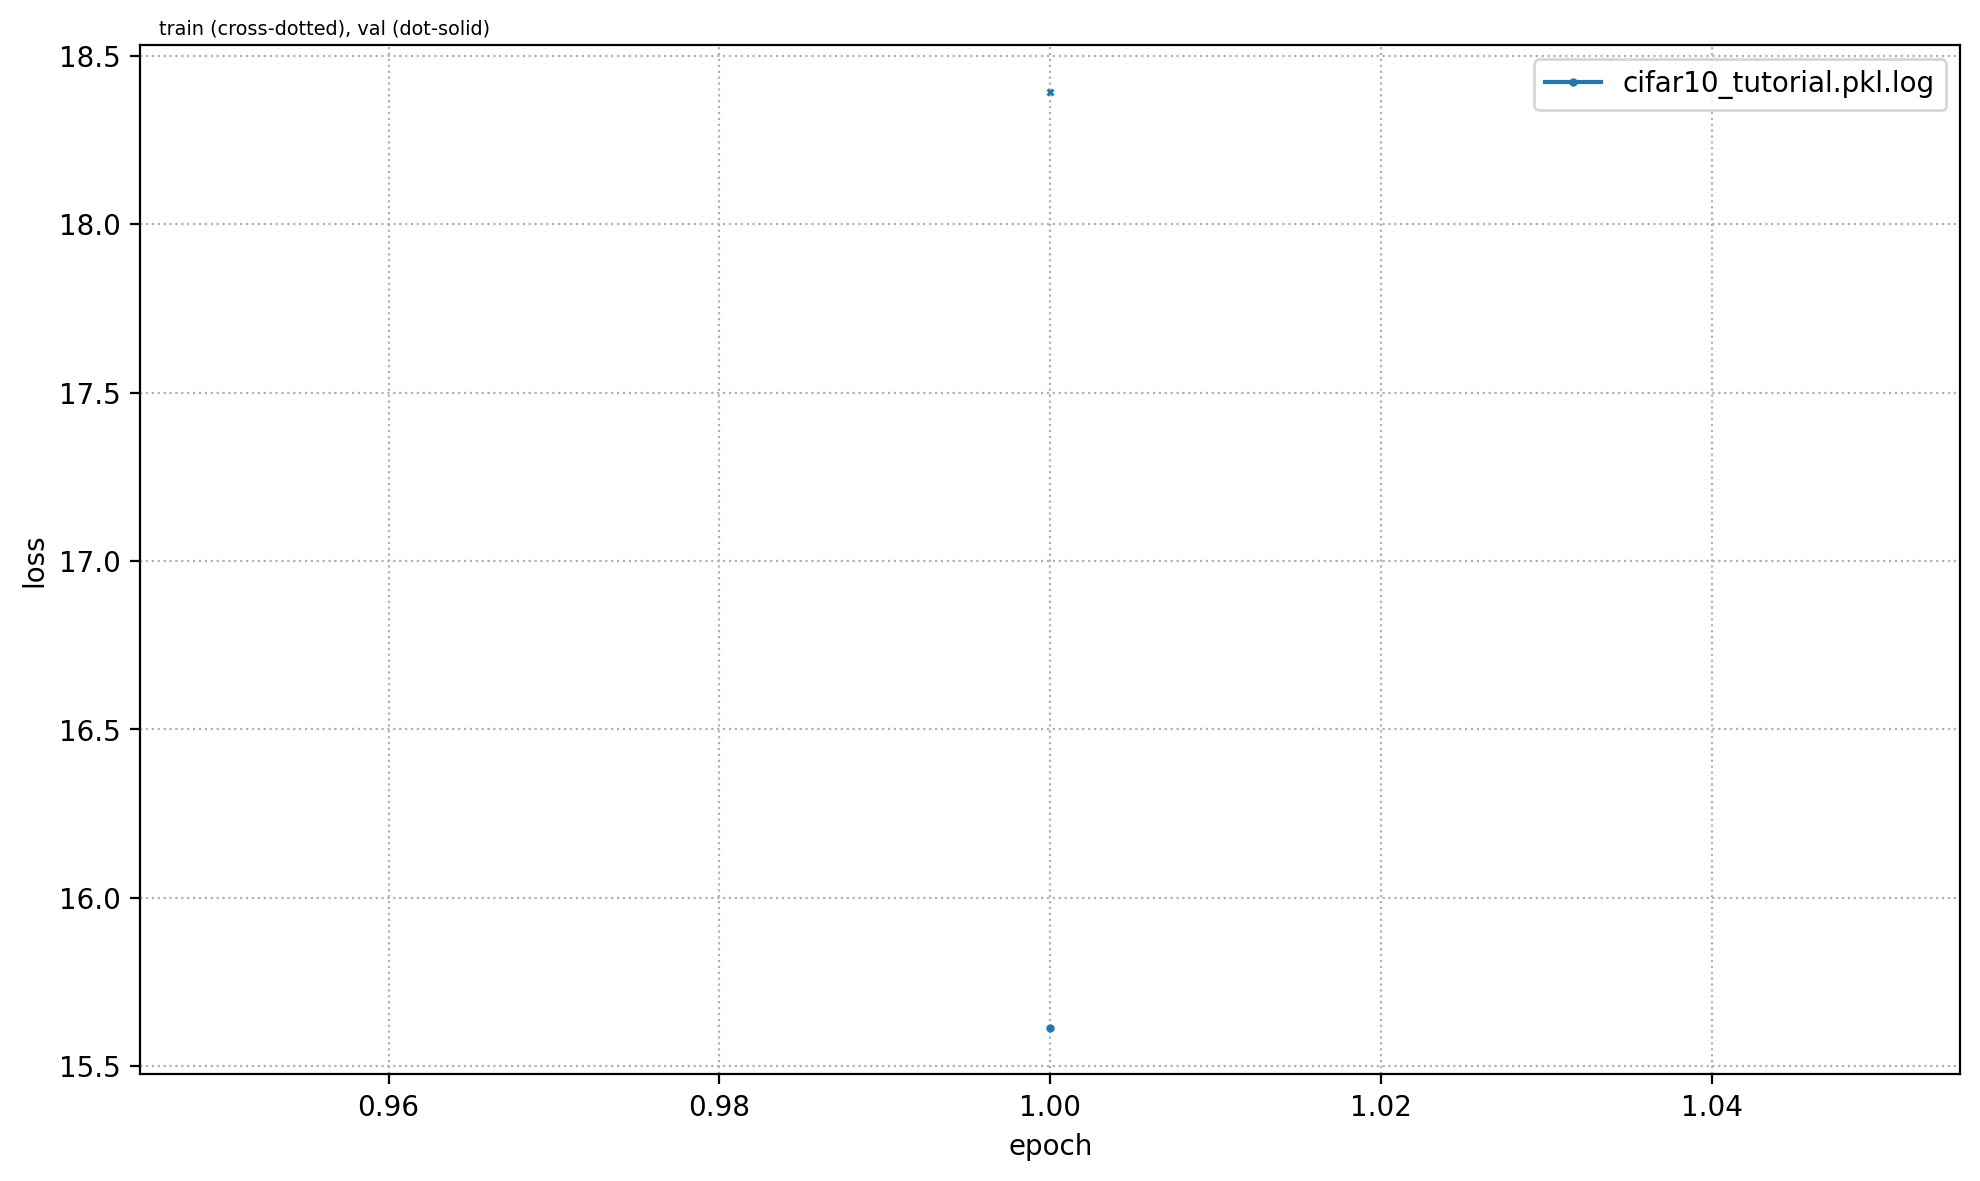 train (cross-dotted), val (dot-solid)
cifar10_tutorial.pkl.log
18.5
18.0
17.5
17.0
16.5
16.0
15.5
loss
0.96 0.98 1.00 1.02 1.04
epoch